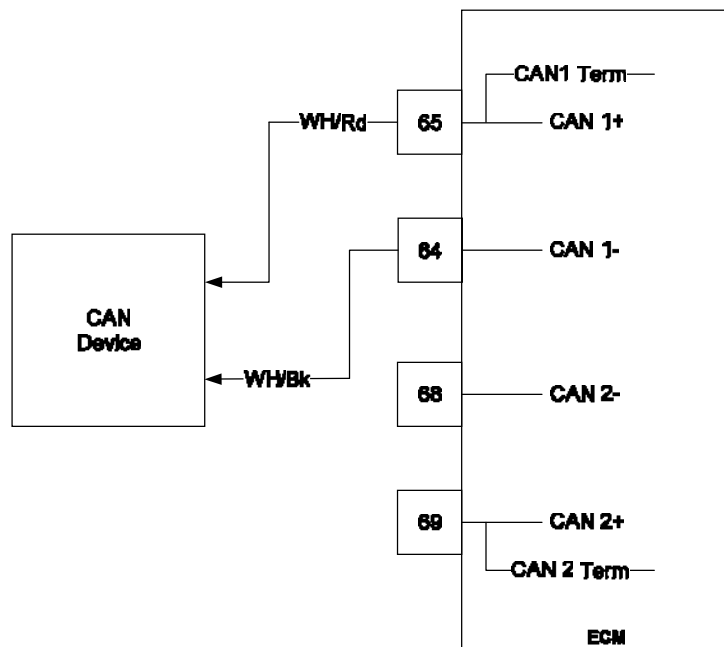 CAN1 Term
WH/Rd
65
CAN 1+
64
CAN 1-
CAN
Device
WH/Bk
68
CAN 2-
69
CAN 2+
CAN 2 Term
ECM